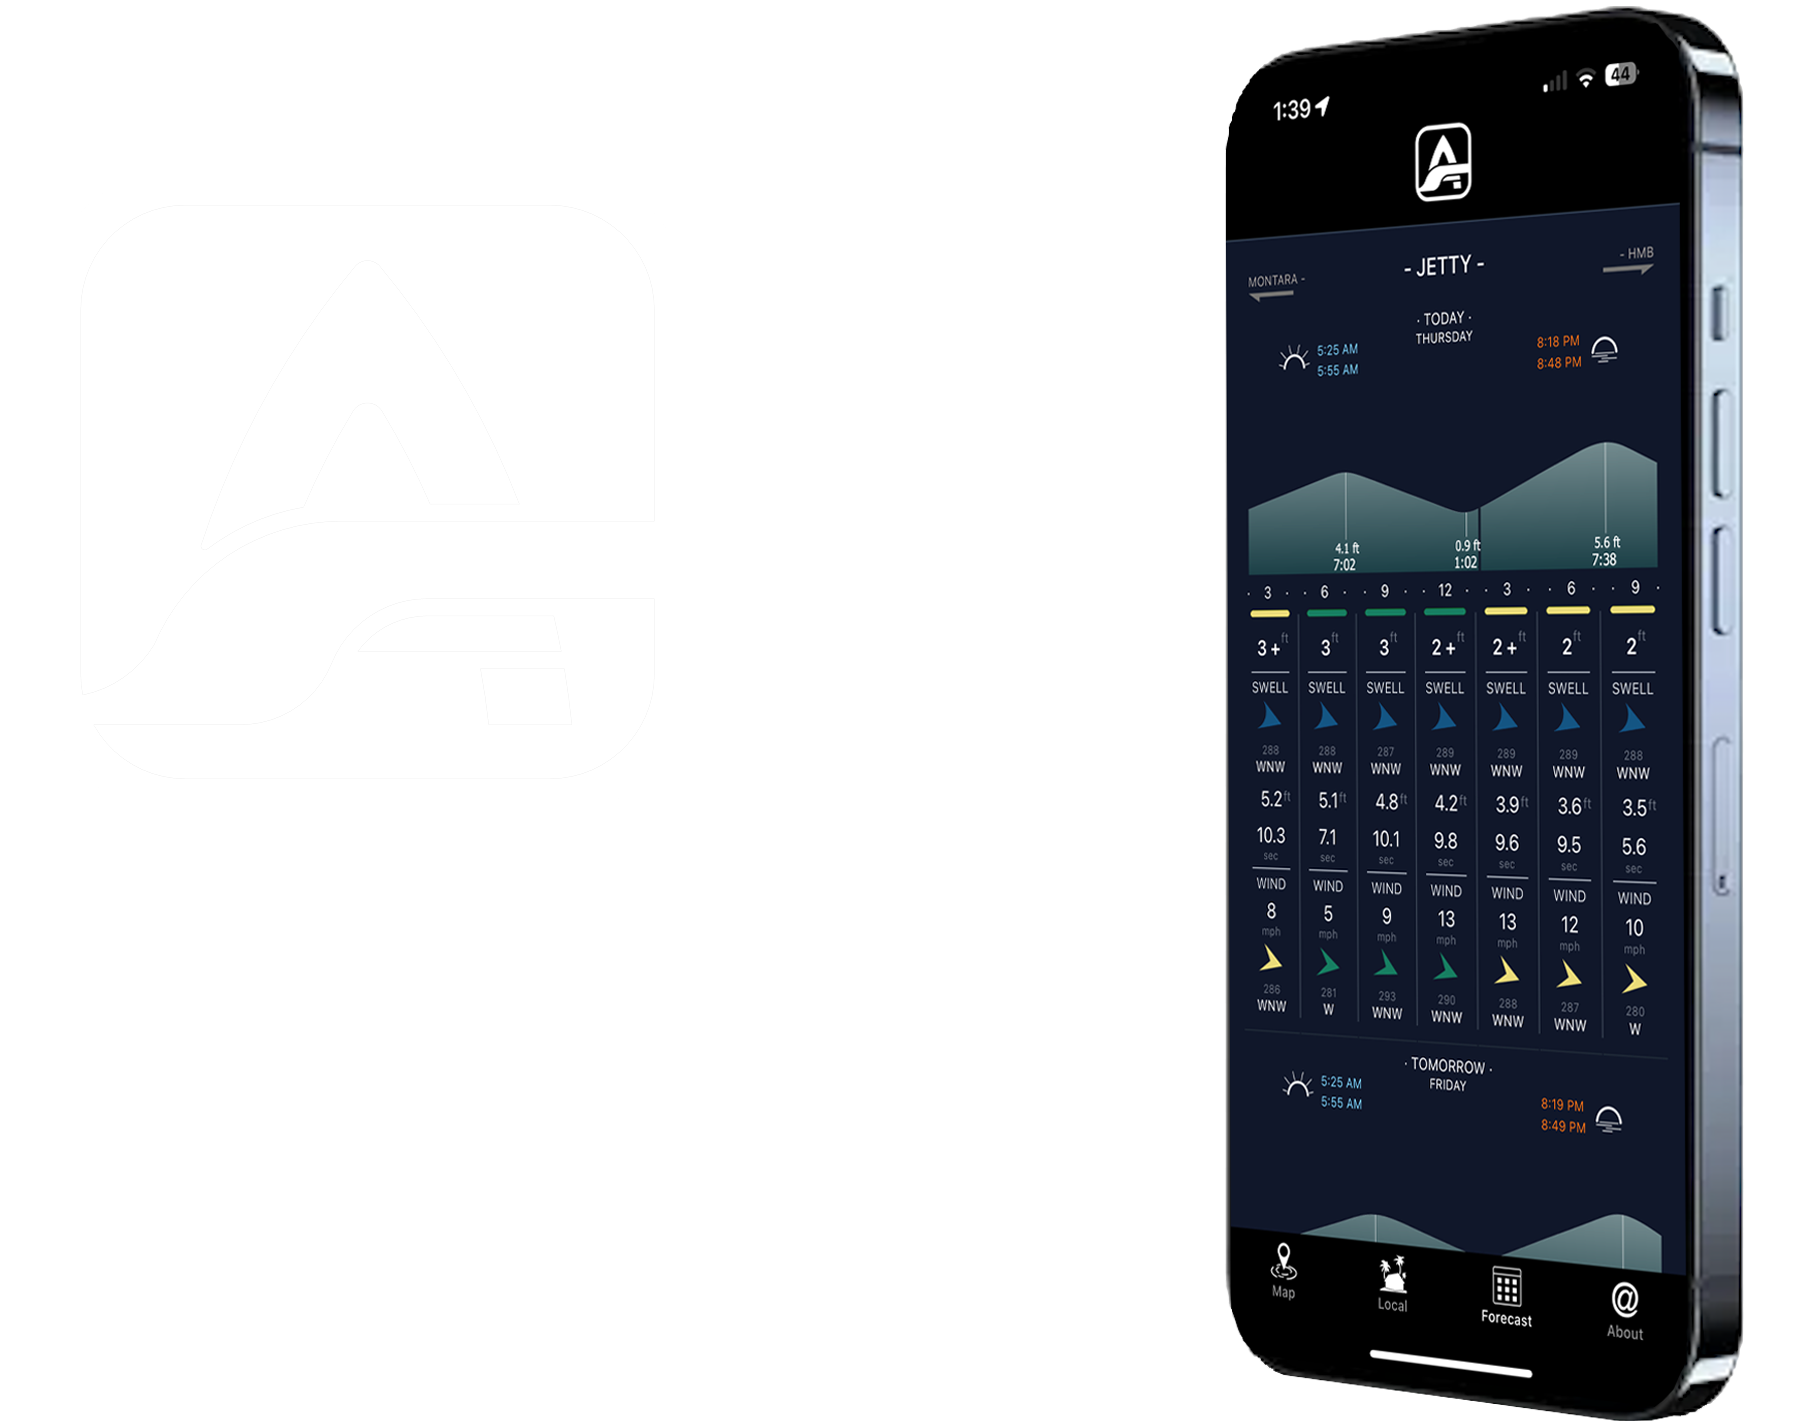 1:39
44
- JETTY -
MONTARA -
- HMB
· TODAY ·
THURSDAY
5:25 AM
5:55 AM
8:18 PM
8:48 PM
4.1 ft
7:02
0.9 ft
1:02
5.6 ft
7:38
· 3 · · 6 · · 9 · · 12 · · 3 · · 6 · · 9 ·
3 + ft 3 ft 3 ft 2 + ft 2 + ft 2 ft 2 ft
SWELL SWELL SWELL SWELL SWELL SWELL SWELL
288 288 287 289 289 289 288
WNW WNW WNW WNW WNW WNW WNW
5.2 ft 5.1 ft 4.8 ft 4.2 ft 3.9 ft 3.6 ft 3.5 ft
10.3 7.1 10.1 9.8 9.6 9.5 5.6
sec sec sec sec sec sec sec
WIND WIND WIND WIND WIND WIND WIND
8 5 9 13 13 12 10
mph mph mph mph mph mph mph
286 281 293 290 288 287 280
WNW W WNW WNW WNW WNW W
· TOMORROW ·
FRIDAY
5:25 AM
5:55 AM
8:19 PM
8:49 PM
Map
Local
Forecast
@
About